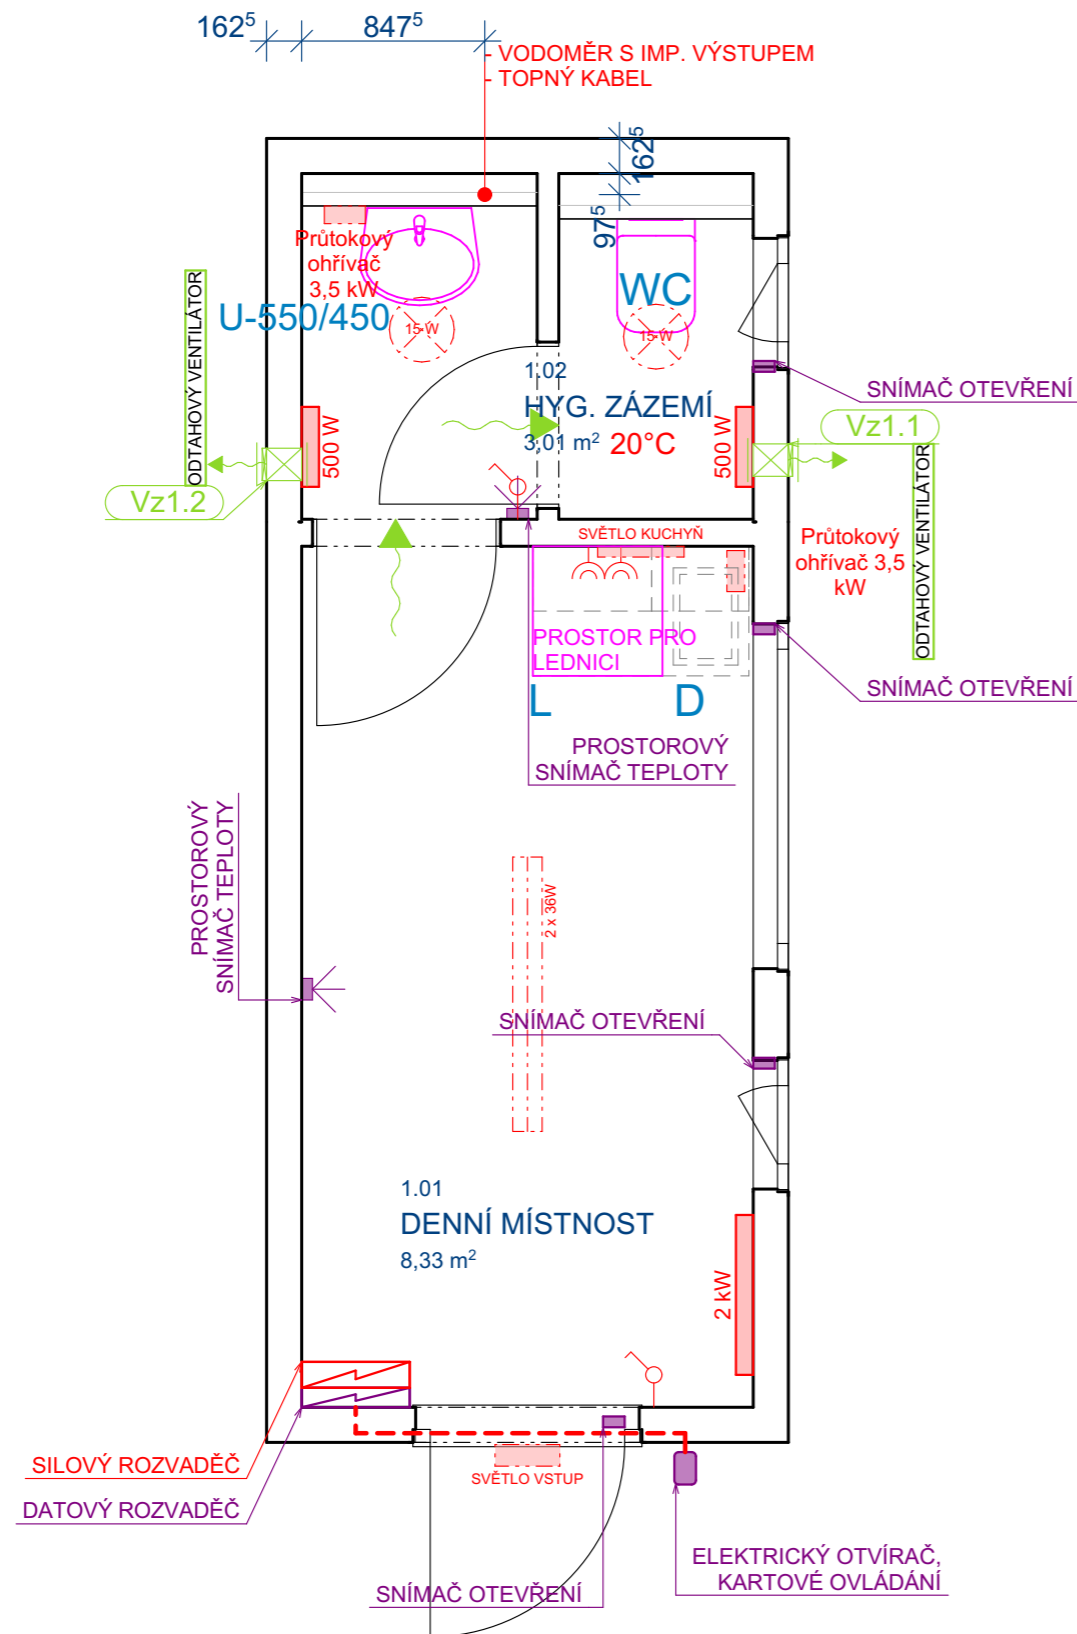 162⁵
847⁵
- VODOMĚR S IMP. VÝSTUPEM
- TOPNÝ KABEL
162⁵
97⁵
Průtokový
ohřívač
3,5 kW
U-550/450
15 W
WC
15 W
ODTAHOVÝ VENTILÁTOR
1.02
HYG. ZÁZEMÍ
3,01 m²
20°C
SNÍMAČ OTEVŘENÍ
Vz1.1
500 W
500 W
Vz1.2
ODTAHOVÝ VENTILÁTOR
SVĚTLO KUCHYŇ
Průtokový
ohřívač 3,5
kW
PROSTOR PRO
LEDNICI
L
D
SNÍMAČ OTEVŘENÍ
PROSTOROVÝ
SNÍMAČ TEPLOTY
PROSTOROVÝ
SNÍMAČ TEPLOTY
2 x 36W
SNÍMAČ OTEVŘENÍ
1.01
DENNÍ MÍSTNOST
8,33 m²
2 kW
SILOVÝ ROZVADĚČ
DATOVÝ ROZVADĚČ
SVĚTLO VSTUP
SNÍMAČ OTEVŘENÍ
ELEKTRICKÝ OTVÍRAČ,
KARTOVÉ OVLÁDÁNÍ